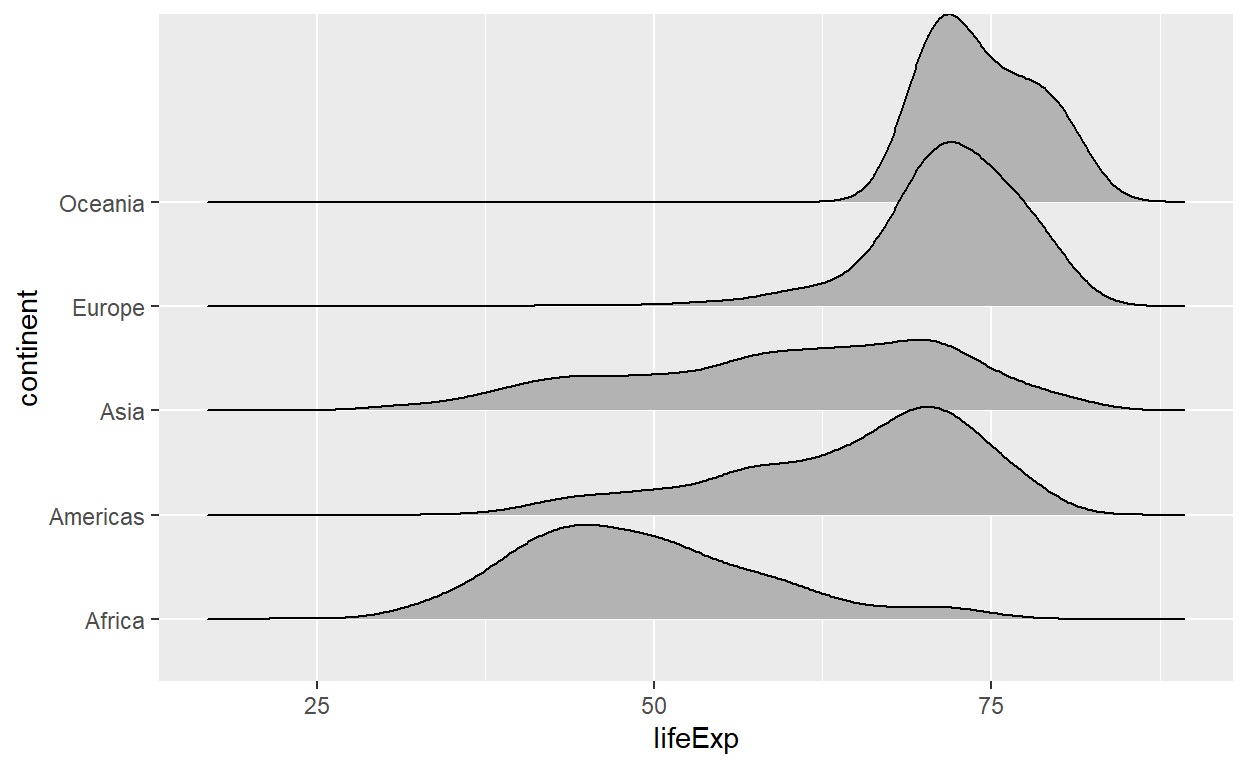 Oceania
Europe
Asia
Americas
Africa
continent
25 50 75
lifeExp